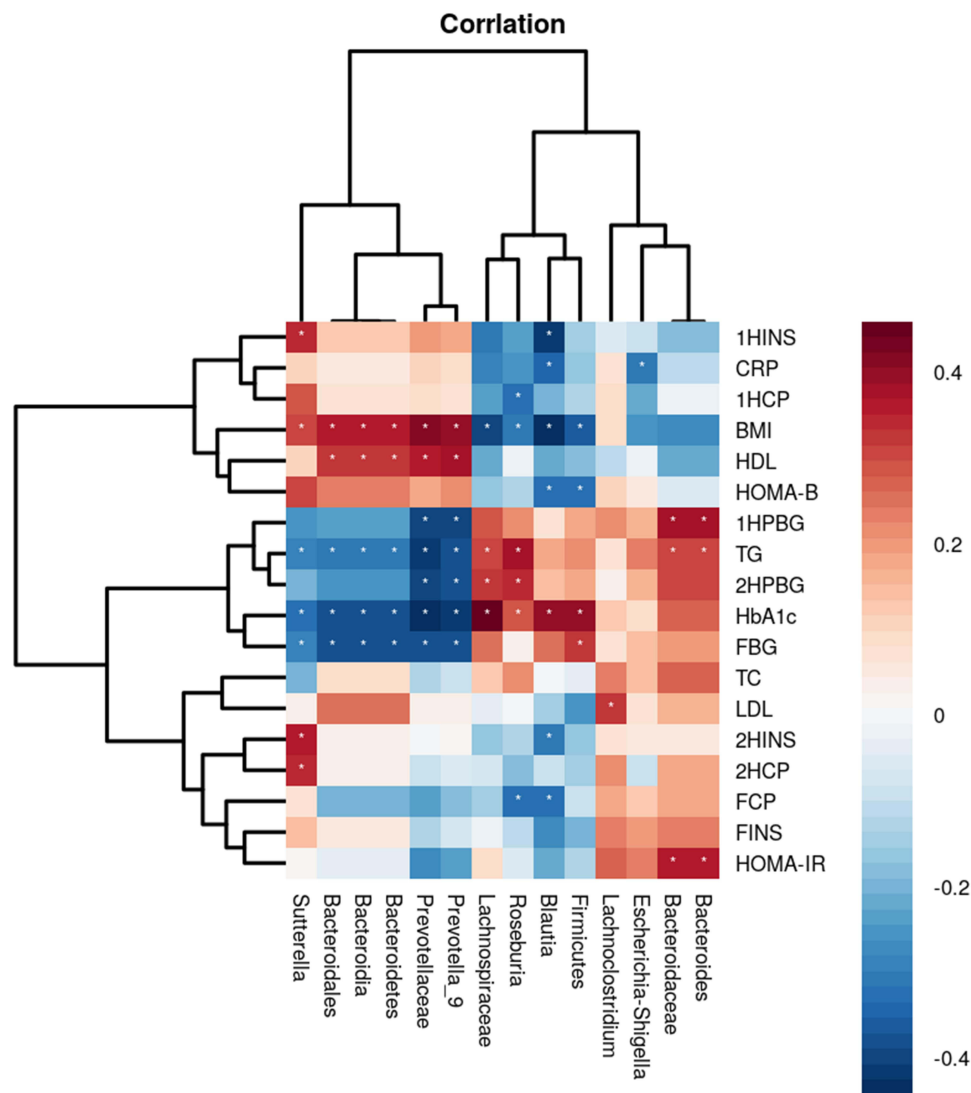 Corrlation
1HINS
CRP
1HCP
BMI
HDL
HOMA-B
1HPBG
TG
2HPBG
HbA1c
FBG
TC
LDL
2HINS
2HCP
FCP
FINS
HOMA-IR
0.4
0.2
0
-0.2
-0.4
Sutterella
Bacteroidales
Bacteroidia
Bacteroidetes
Prevotellaceae
Prevotella_9
Lachnospiraceae
Roseburia
Blautia
Firmicutes
Lachnoclostridium
Escherichia-Shigella
Bacteroidaceae
Bacteroides